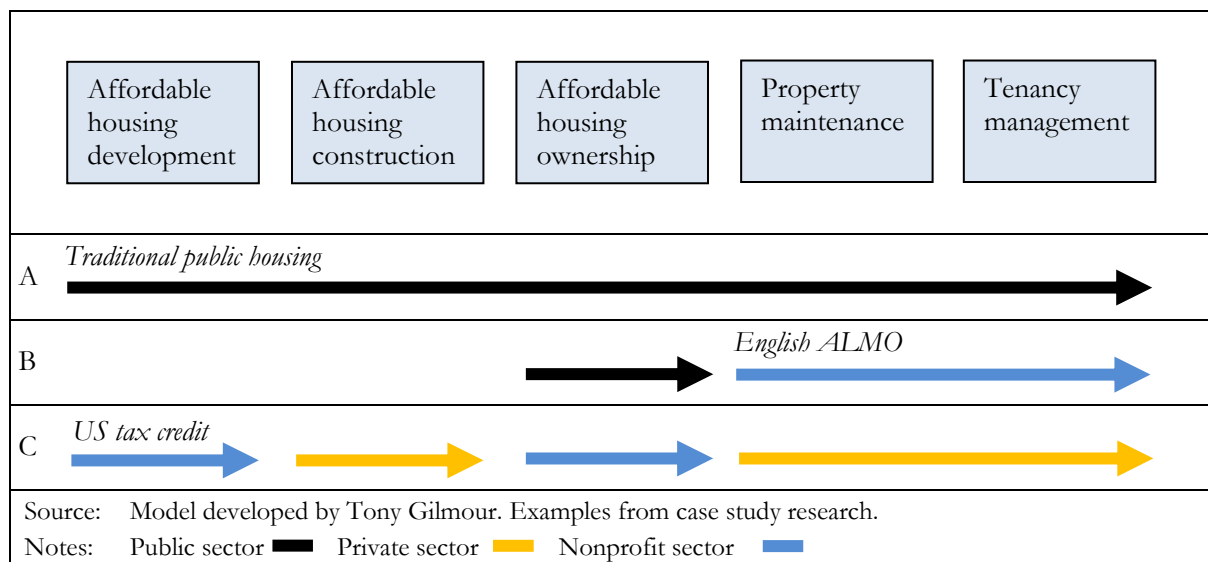 Affordable
housing
development
Affordable
housing
construction
Affordable
housing
ownership
Property
maintenance
Tenancy
management
A
Traditional public housing
B
English ALMO
C
US tax credit
Source: Model developed by Tony Gilmour. Examples from case study research.
Notes: Public sector Private sector Nonprofit sector